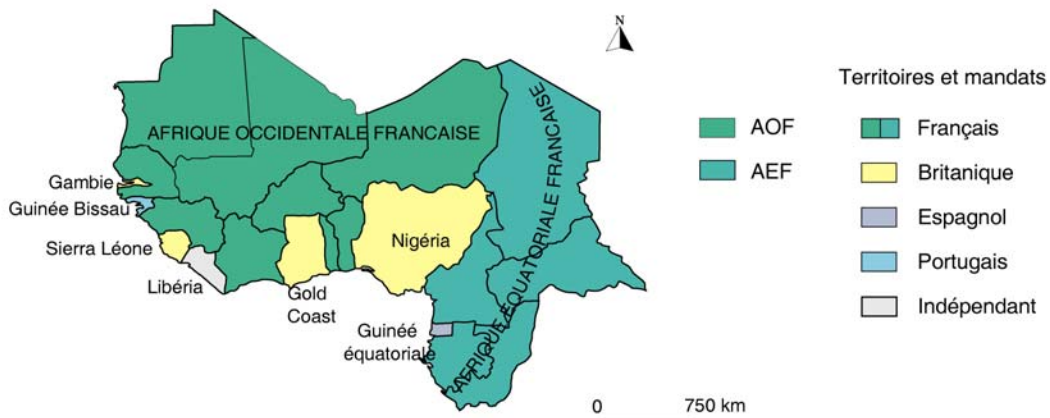 N
Territoires et mandats
AOF
AEF
Français
Britanique
Espagnol
Portugais
Indépendant
AFRIQUE OCCIDENTALE FRANCAISE
AFRIQUE EQUATORIALE FRANCAISE
Gambie
Guinée Bissau
Sierra Léone
Libéria
Gold
Coast
Nigéria
Guinéé
équatoriale
0 750 km